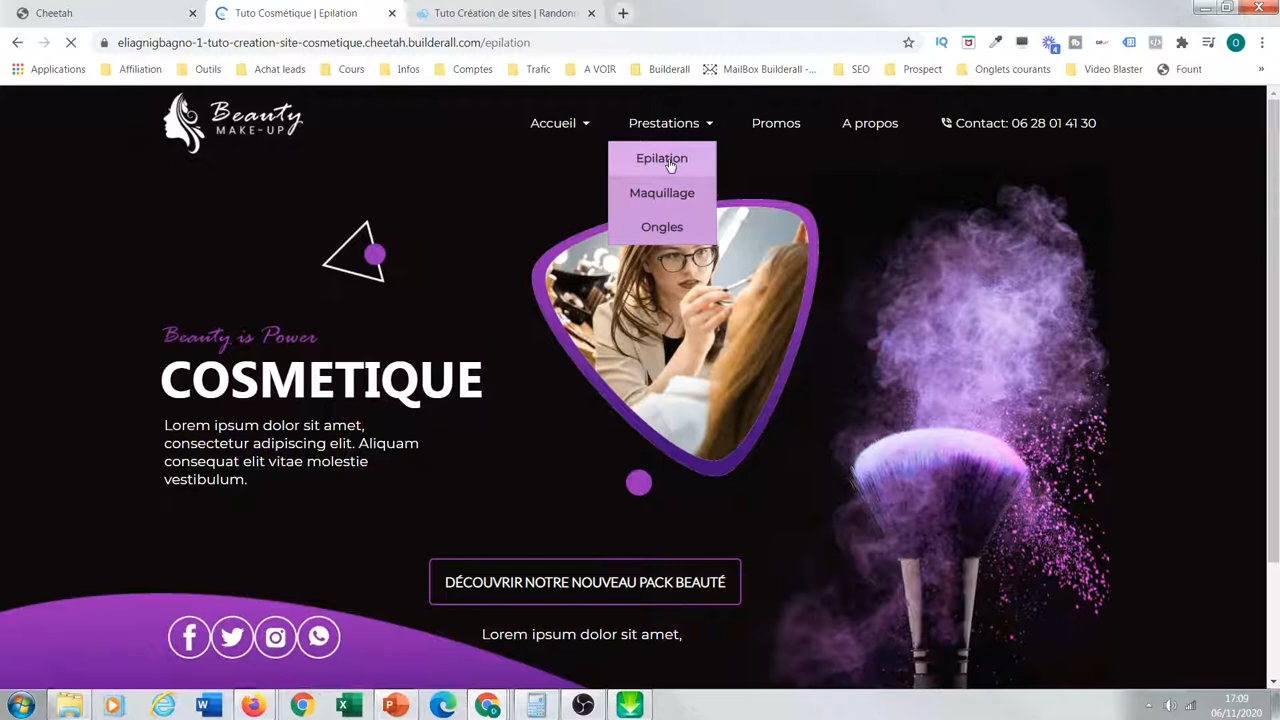 Cheetah
Tuto Cosmétique | Epilation
Tuto Création de sites | Randonn
eliagnigbagno-1-tuto-creation-site-cosmetique.cheetah.builderall.com/epilation
IQ
4
O
Applications
Affiliation
Outils
Achat leads
Cours
Infos
Comptes
Trafic
A VOIR
Builderall
MailBox Builderall -...
SEO
Prospect
Onglets courants
Video Blaster
Fount
»
Beauty
MAKE-UP
Accueil
Prestations
Promos
A propos
Contact: 06 28 01 41 30
Epilation
Maquillage
Ongles
Beauty is Power
COSMETIQUE
Lorem ipsum dolor sit amet,
consectetur adipiscing elit. Aliquam
consequat elit vitae molestie
vestibulum.
DÉCOUVRIR NOTRE NOUVEAU PACK BEAUTÉ
Lorem ipsum dolor sit amet,
17:09
06/11/2020